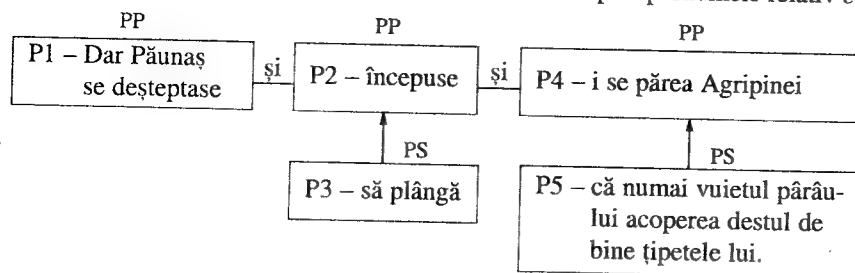 relativ
PP PP PP
P1 – Dar Păunaș
se deșteptase
și
P2 – începuse
și
P4 – i se părea Agripinei
PS PS
P3 – să plângă
P5 – că numai vuietul pârâu-
lui acoperea destul de
bine țipetele lui.